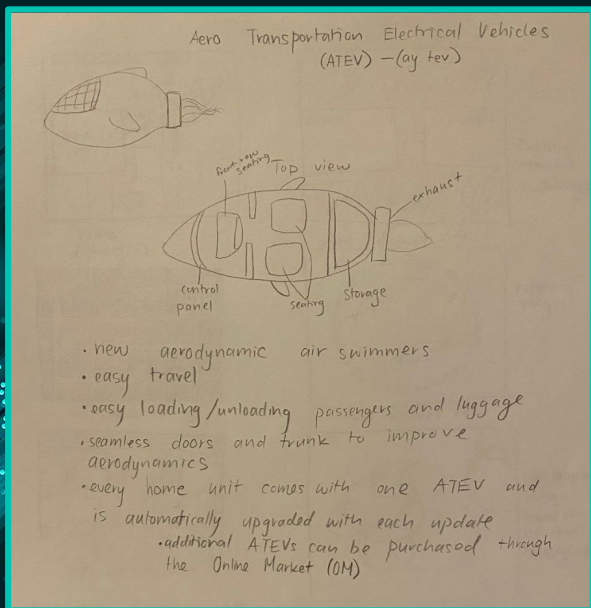 Aero Transportation Electrical Vehicles
(ATEV) - (ay tev)
front row
seating
Top view
exhaust
control
panel
seating
storage
• new aerodynamic air swimmers
• easy travel
• easy loading/unloading passengers and luggage
• seamless doors and trunk to improve
aerodynamics
• every home unit comes with one ATEV and
is automatically upgraded with each update
• additional ATEVs can be purchased through
the Online Market (OM)